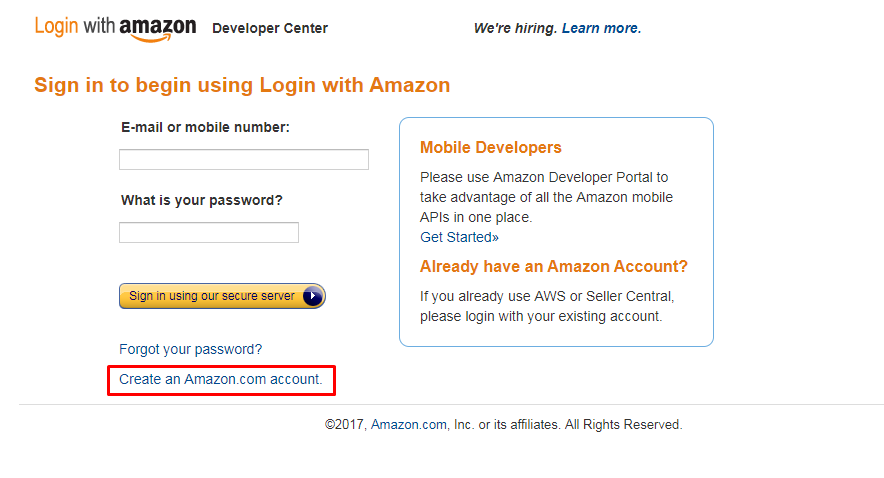 Login with amazon Developer Center We're hiring. Learn more.
Sign in to begin using Login with Amazon
E-mail or mobile number:
What is your password?
Sign in using our secure server
Forgot your password?
Create an Amazon.com account.
Mobile Developers
Please use Amazon Developer Portal to
take advantage of all the Amazon mobile
APIs in one place.
Get Started»
Already have an Amazon Account?
If you already use AWS or Seller Central,
please login with your existing account.
©2017, Amazon.com, Inc. or its affiliates. All Rights Reserved.